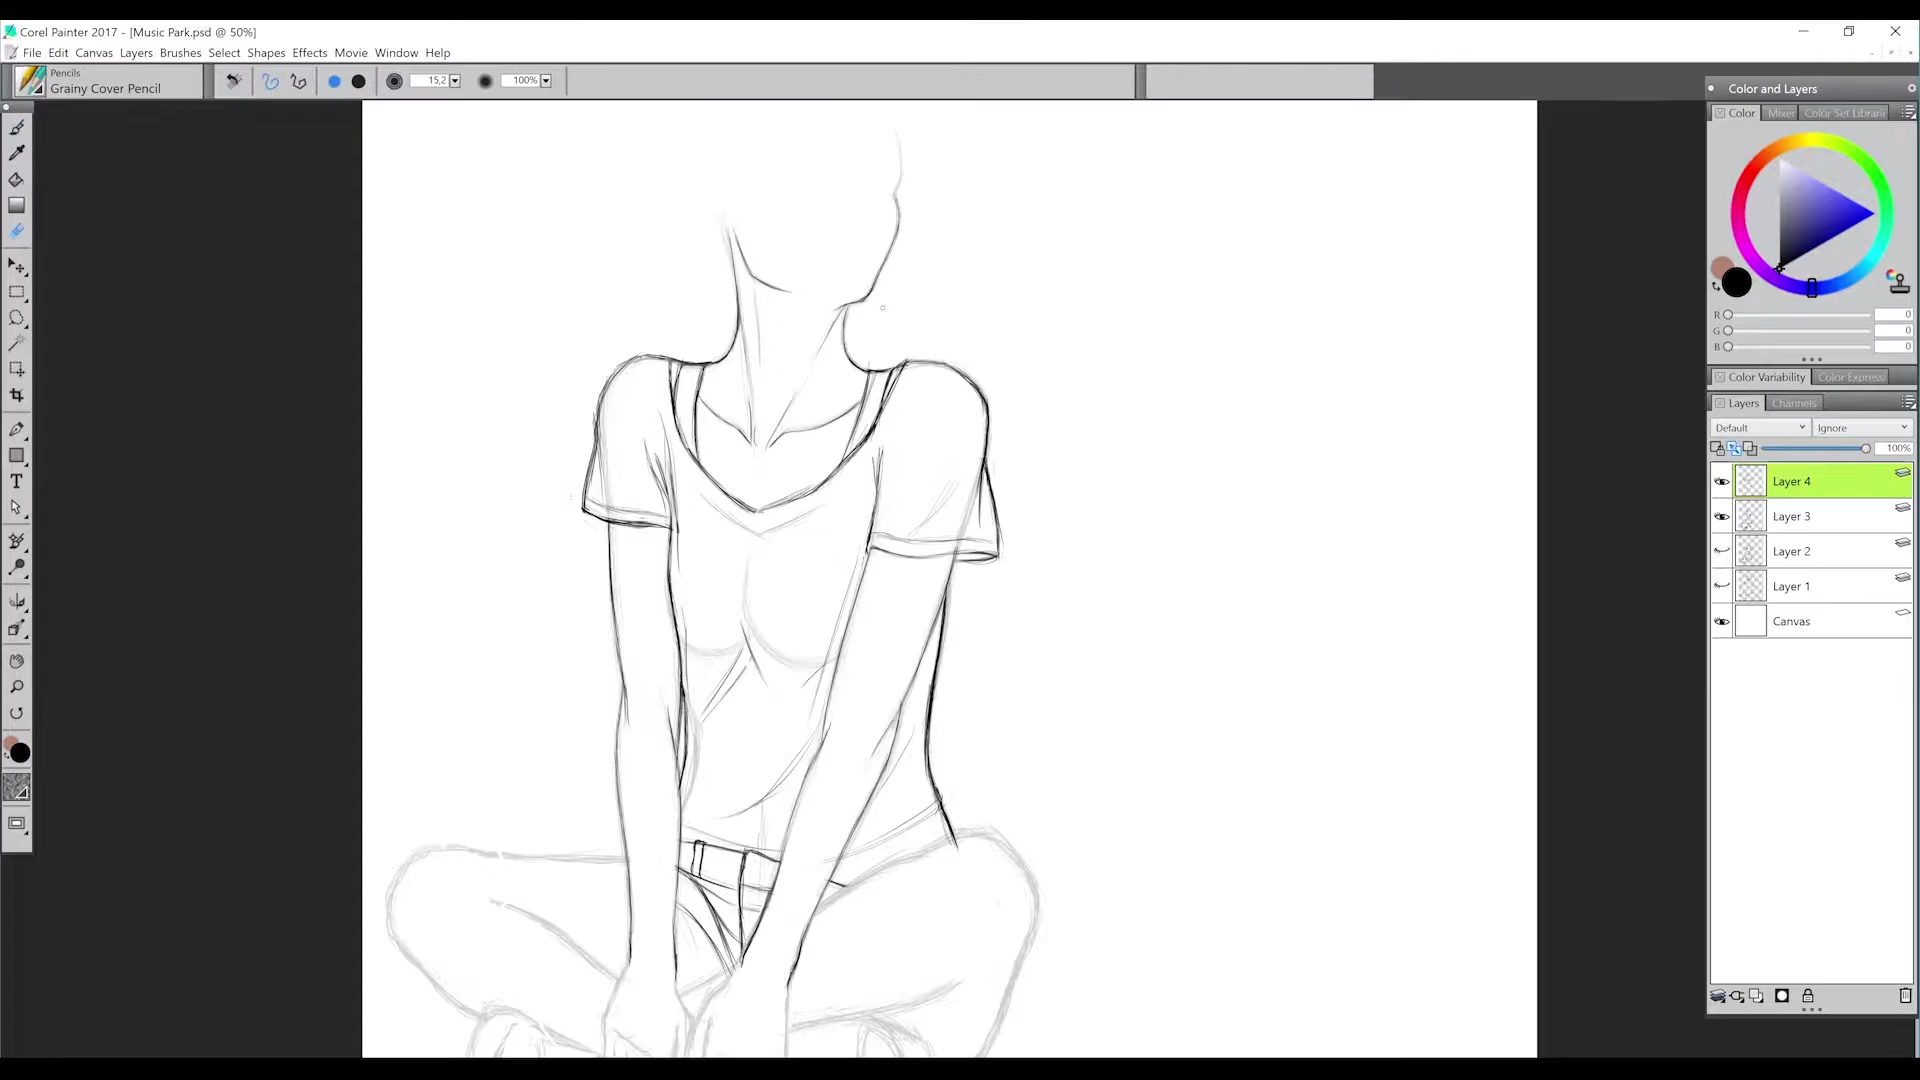 Corel Painter 2017 - [Music Park.psd @ 50%]
File Edit Canvas Layers Brushes Select Shapes Effects Movie Window Help
Pencils
Grainy Cover Pencil
15,2
100%
Color and Layers
Color Mixer Color Set Librari
R 0
G 0
B 0
Color Variability Color Express
Layers Channels
Default Ignore
100%
Layer 4
Layer 3
Layer 2
Layer 1
Canvas
T